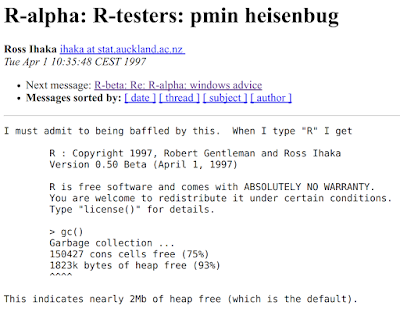 R-alpha: R-testers: pmin heisenbug
Ross Ihaka ihaka at stat.auckland.ac.nz
Tue Apr 1 10:35:48 CEST 1997
• Next message: R-beta: Re: R-alpha: windows advice
• Messages sorted by: [ date ] [ thread ] [ subject ] [ author ]
I must admit to being baffled by this.  When I type "R" I get
R : Copyright 1997, Robert Gentleman and Ross Ihaka
Version 0.50 Beta (April 1, 1997)
R is free software and comes with ABSOLUTELY NO WARRANTY.
You are welcome to redistribute it under certain conditions.
Type "license()" for details.
> gc()
Garbage collection ...
150427 cons cells free (75%)
1823k bytes of heap free (93%)
^^^^
This indicates nearly 2Mb of heap free (which is the default).